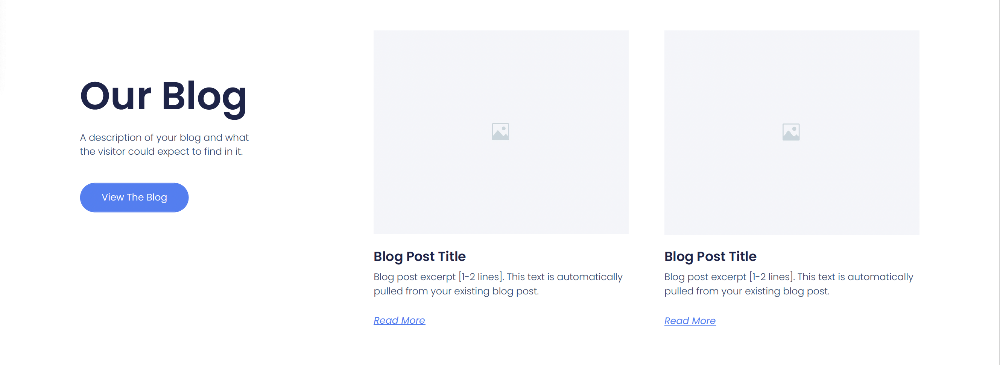 Our Blog
A description of your blog and what
the visitor could expect to find in it.
View The Blog
Blog Post Title
Blog post excerpt [1-2 lines]. This text is automatically
pulled from your existing blog post.
Read More
Blog Post Title
Blog post excerpt [1-2 lines]. This text is automatically
pulled from your existing blog post.
Read More